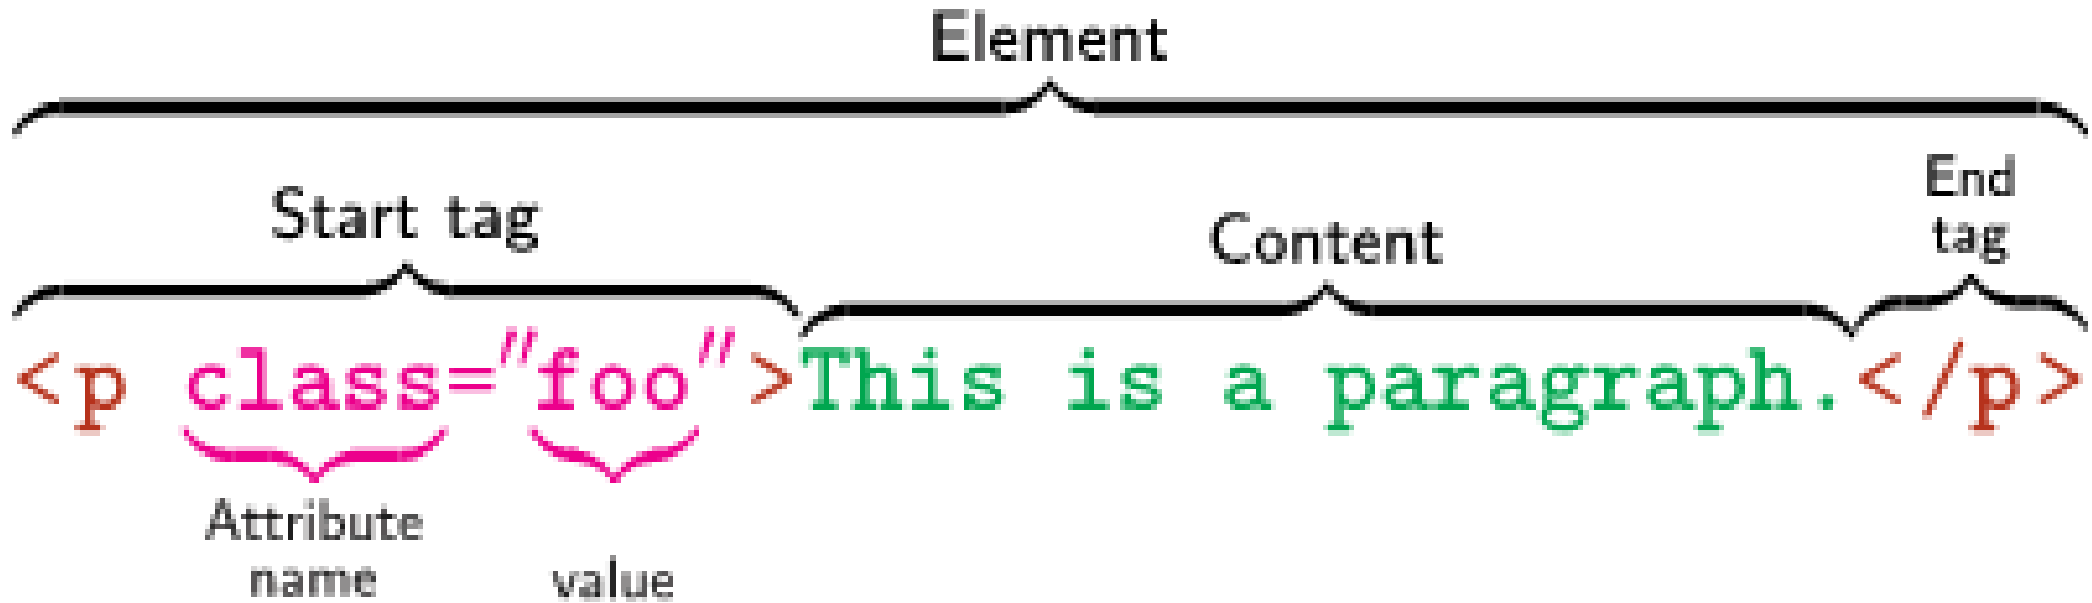 Element
Start tag
Content
End
tag
<p class="foo">This is a paragraph.</p>
Attribute
name
value